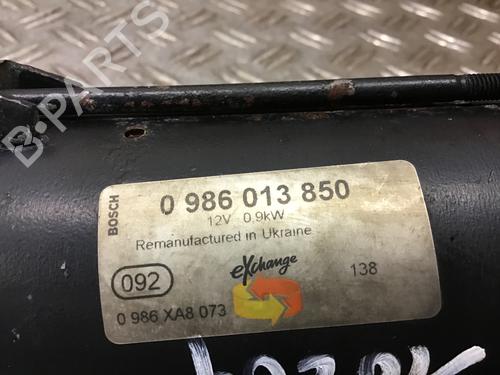 B-PARTS
BOSCH
0 986 013 850
12V 0,9kW
Remanufactured in Ukraine
eXchange
092
138
0 986 XA8 073